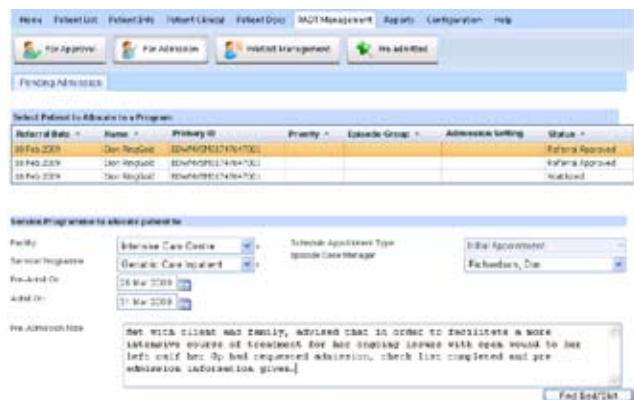 Home Patient List Patient Info Patient Clinical Patient Docs PADT Management Reports Configuration Help
For Approval For Admission Waitlist Management Pre admitted
Pending Admission
Select Patient to Allocate to a Program
Referral Date Name Primary ID Priority Episode Group Admission Setting Status
Feb 2009 Referral Approved
Feb 2009 Referral Approved
Feb 2009 Waitlisted
Service Programme to allocate patient to
Facility Intensive Care Centre Schedule Appointment Type Initial Appointment
Service Programme Geriatric Care Inpatient Episode Case Manager Richardson, Dan
Pre-Admit On Mar 2009
Admit On 31 Mar 2009
Pre Admission Note
Met with client and family, advised that in order to facilitate a more
intensive course of treatment for her ongoing issues with open wound to her
left calf her Gp had requested admission, check list completed and pre
admission information given.
Find Bed/Slot